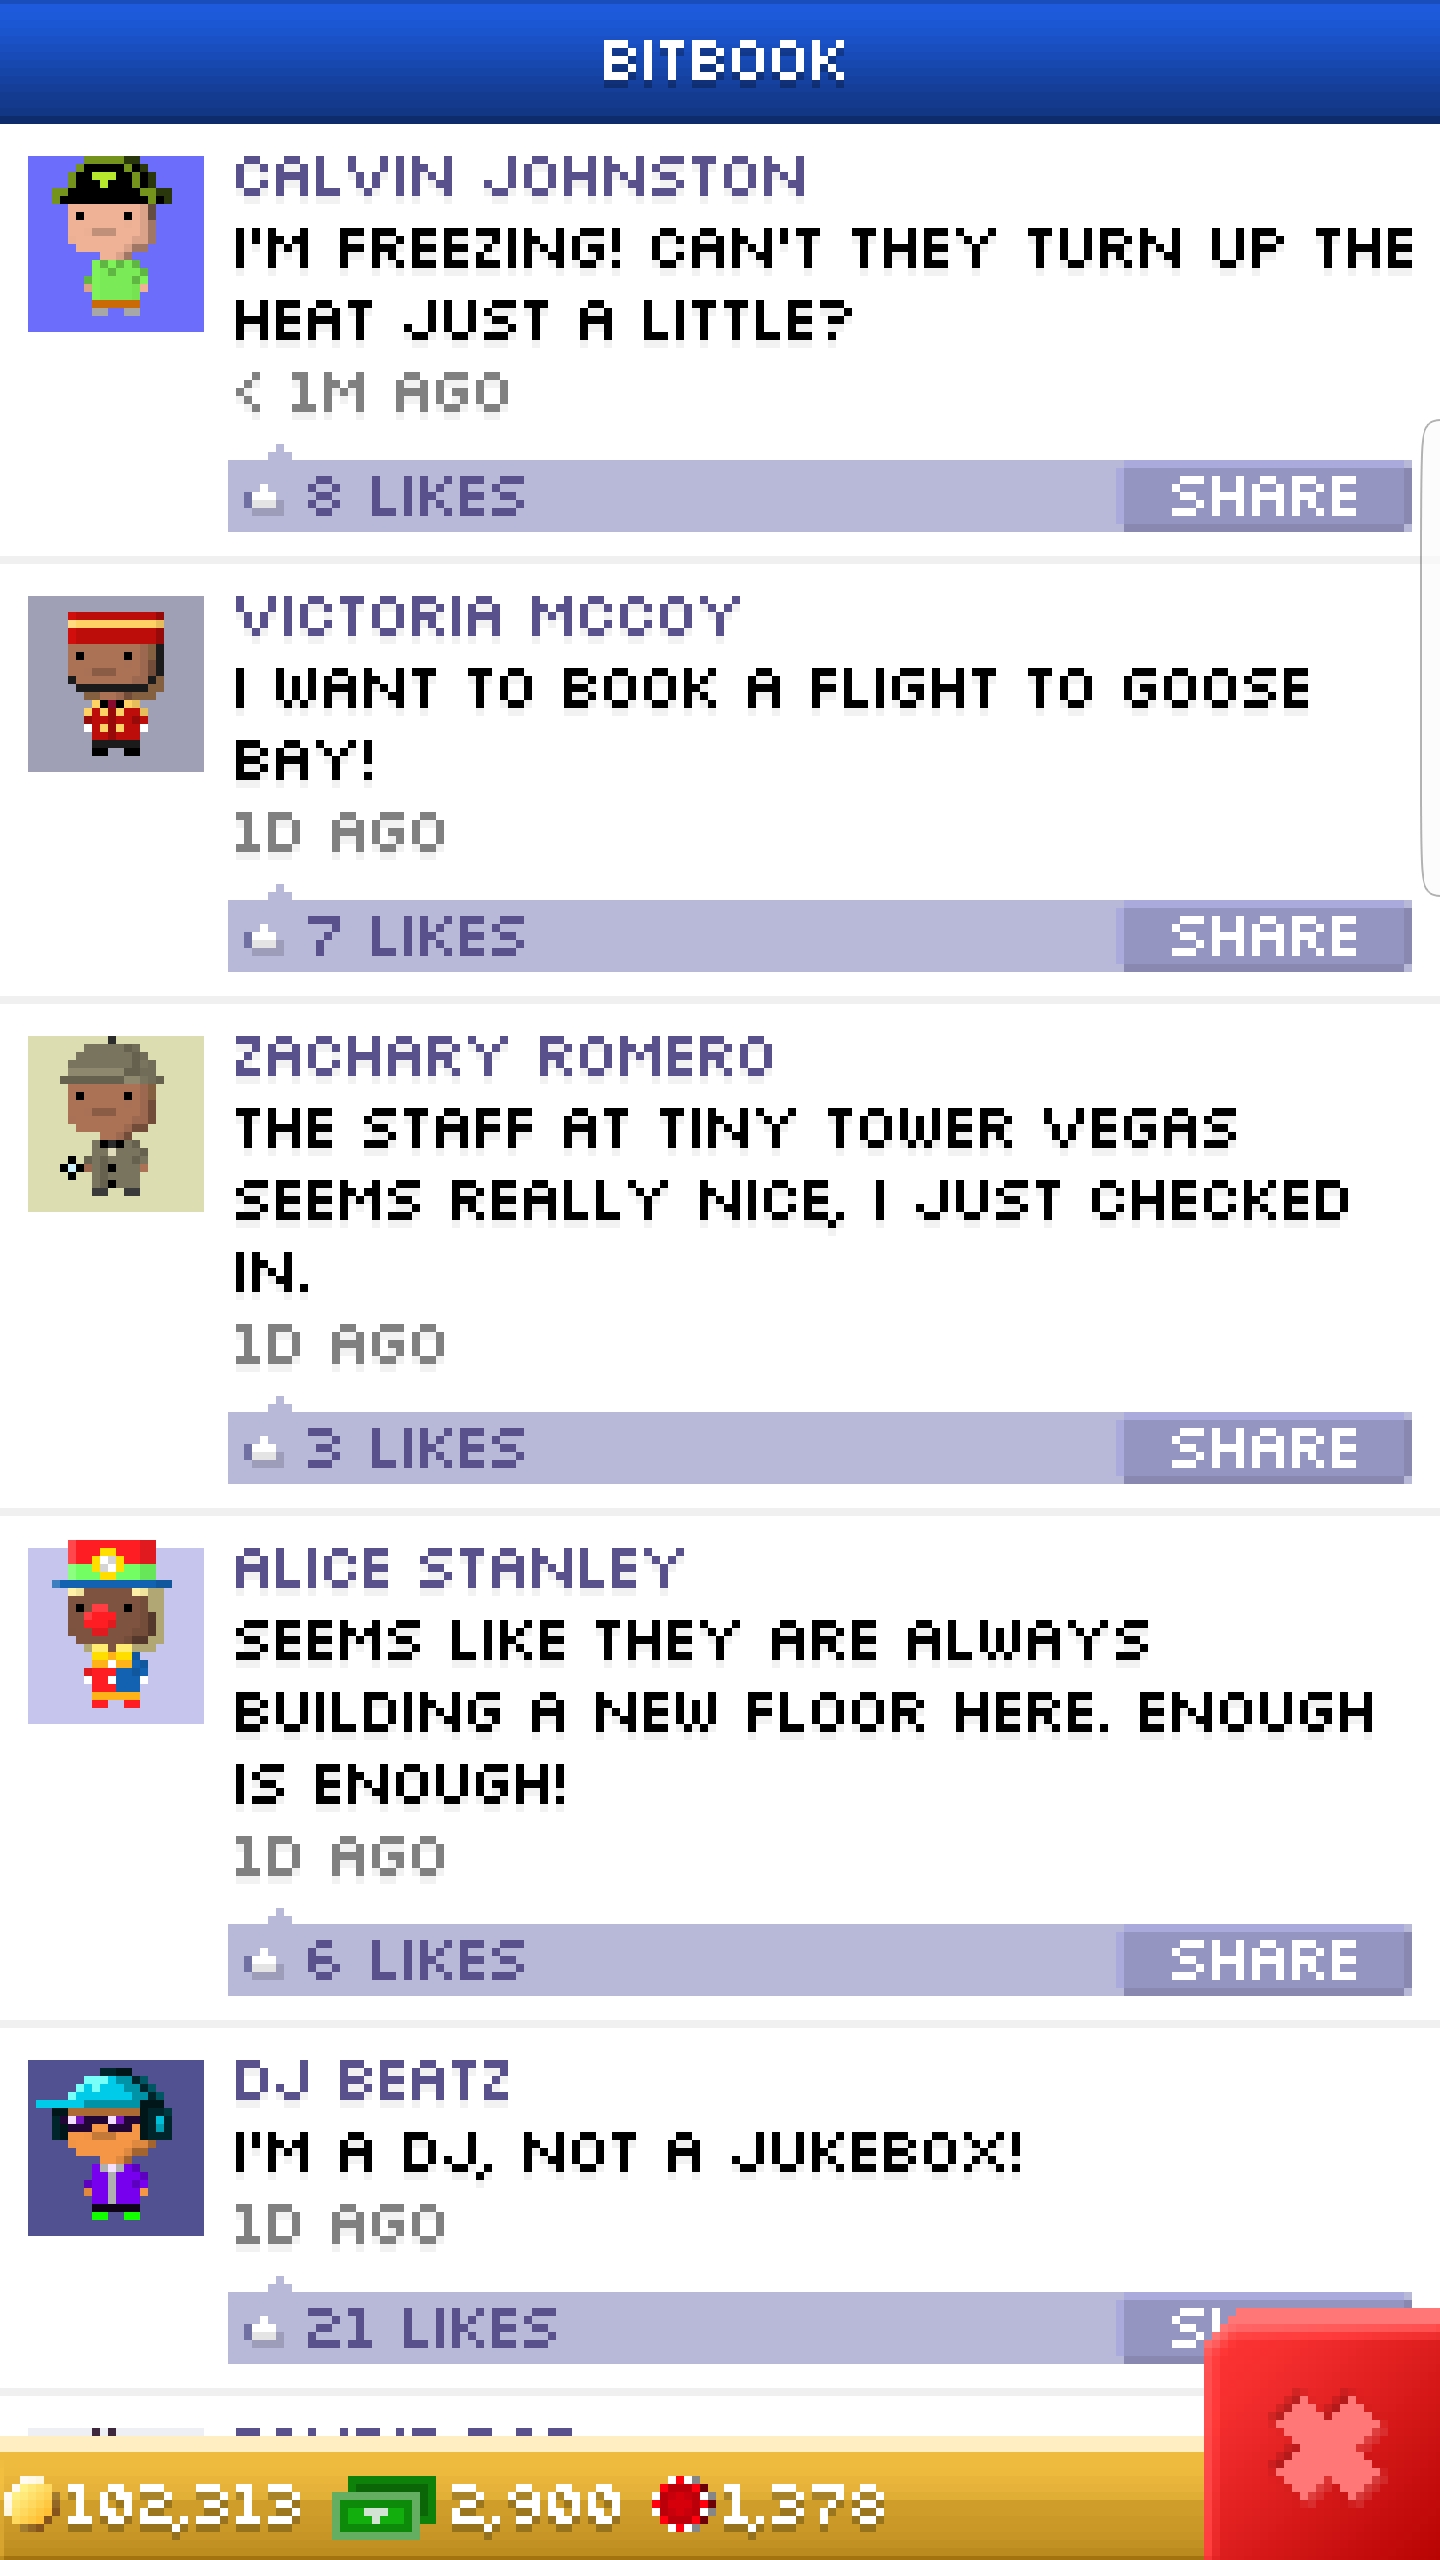 BITBOOK
CALVIN JOHNSTON
I'M FREEZING! CAN'T THEY TURN UP THE
HEAT JUST A LITTLE?
< 1M AGO
8 LIKES SHARE
VICTORIA MCCOY
I WANT TO BOOK A FLIGHT TO GOOSE
BAY!
1D AGO
7 LIKES SHARE
ZACHARY ROMERO
THE STAFF AT TINY TOWER VEGAS
SEEMS REALLY NICE, I JUST CHECKED
IN.
1D AGO
3 LIKES SHARE
ALICE STANLEY
SEEMS LIKE THEY ARE ALWAYS
BUILDING A NEW FLOOR HERE. ENOUGH
IS ENOUGH!
1D AGO
6 LIKES SHARE
DJ BEATZ
I'M A DJ, NOT A JUKEBOX!
1D AGO
21 LIKES
102,313 2,900 1,378